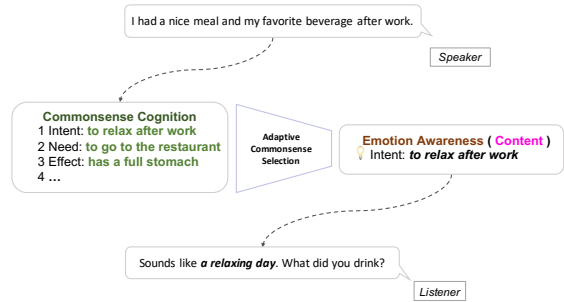 I had a nice meal and my favorite beverage after work.
Speaker
Commonsense Cognition
1 Intent: to relax after work
2 Need: to go to the restaurant
3 Effect: has a full stomach
4 ...
Adaptive
Commonsense
Selection
Emotion Awareness ( Content )
Intent: to relax after work
Sounds like a relaxing day. What did you drink?
Listener